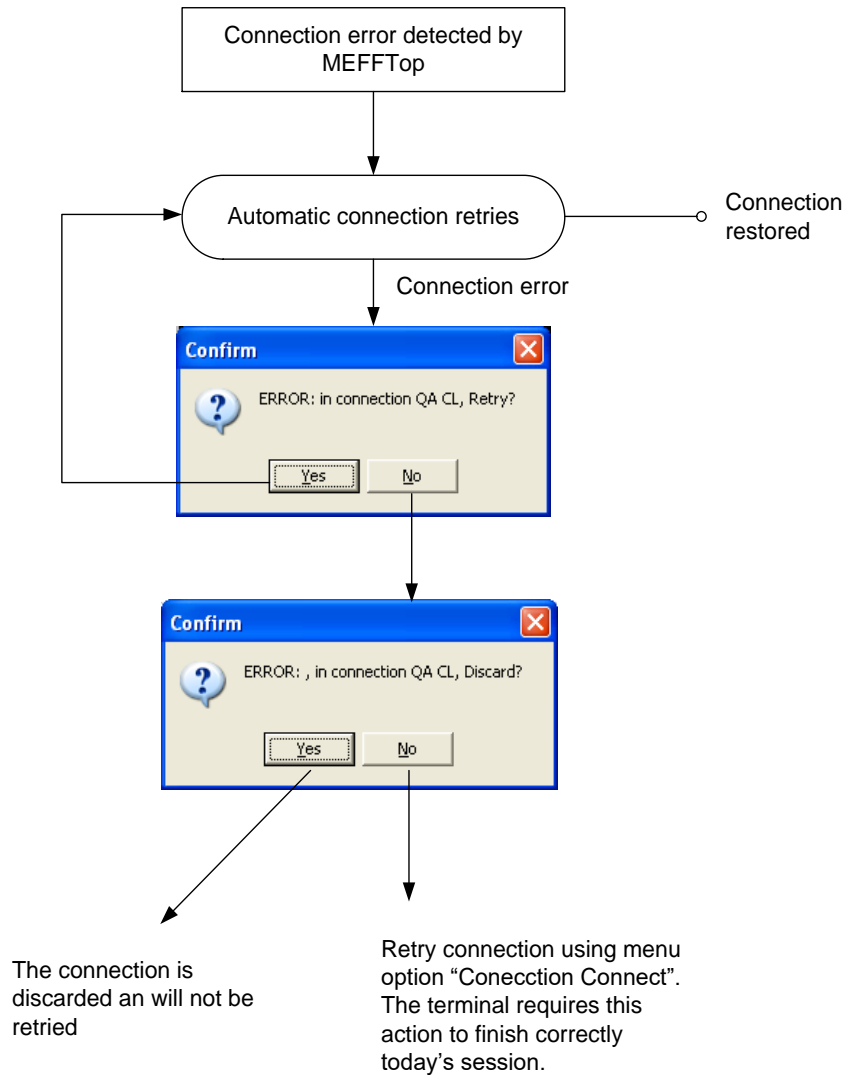 Connection error detected by
MEFFTop
Automatic connection retries
Connection
restored
Connection error
Confirm
ERROR: in connection QA CL, Retry?
Yes
No
Confirm
ERROR: , in connection QA CL, Discard?
Yes
No
The connection is
discarded an will not be
retried
Retry connection using menu
option “Conecction Connect”.
The terminal requires this
action to finish correctly
today’s session.